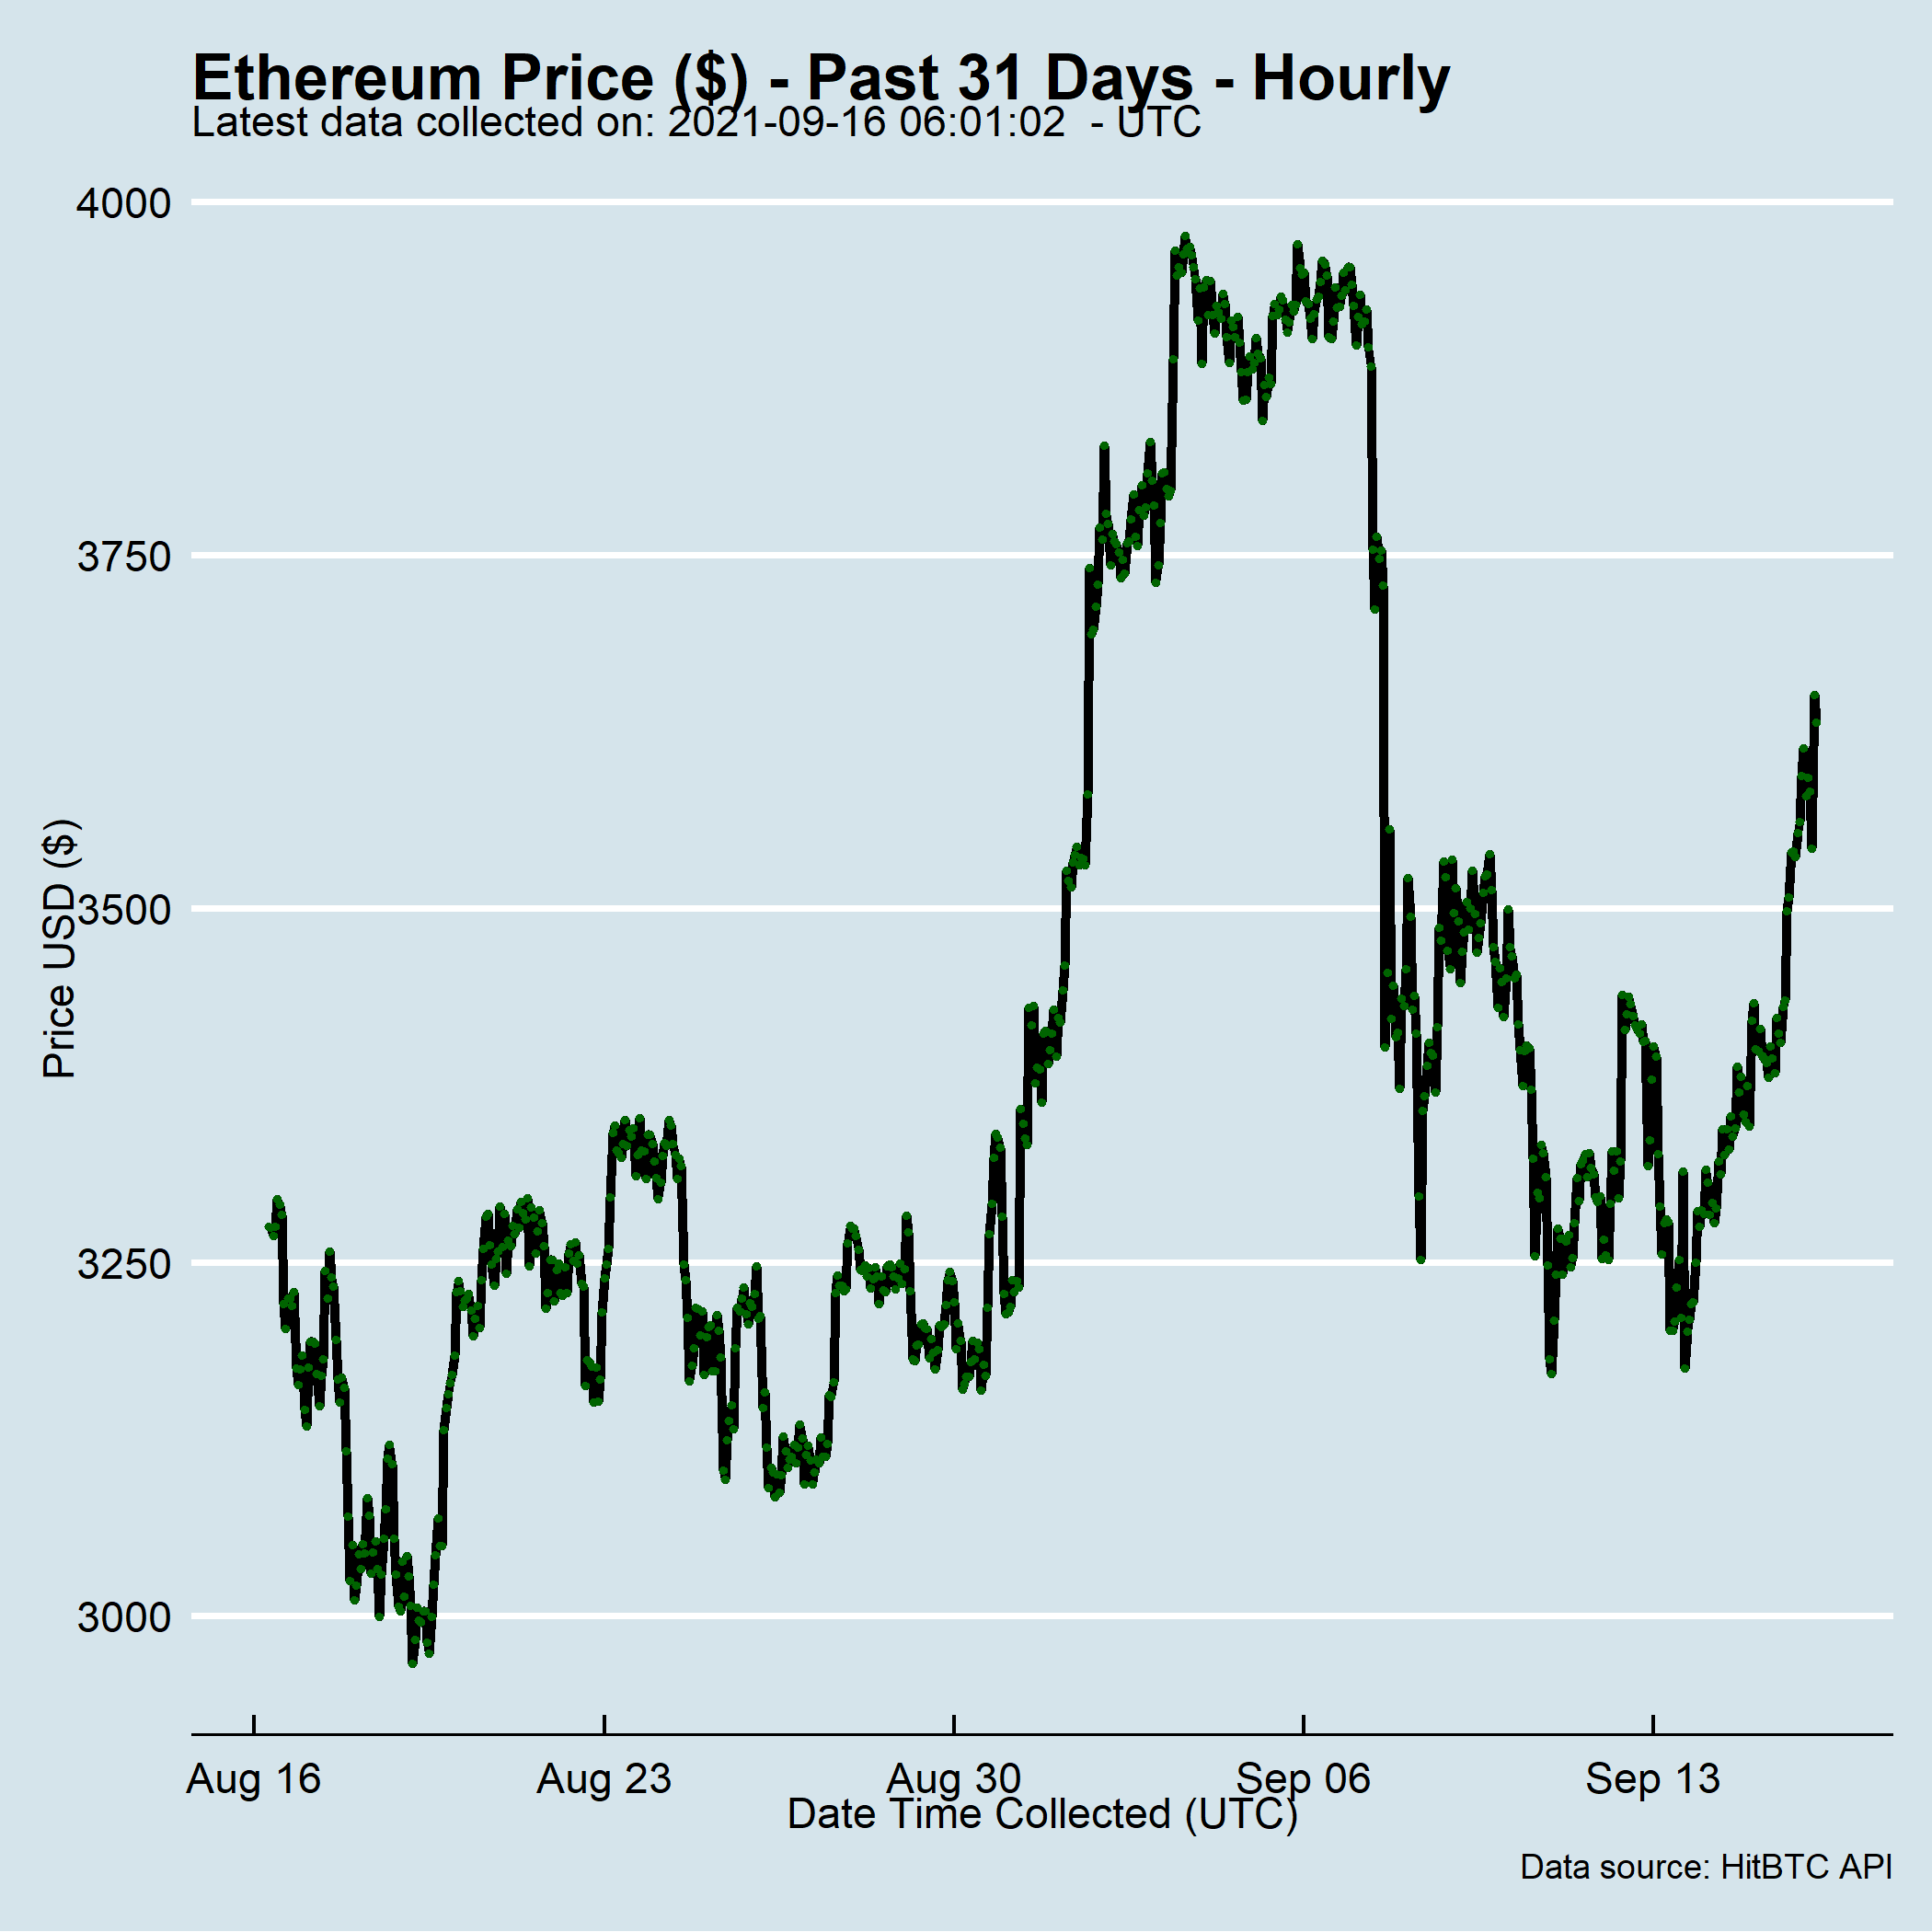 Ethereum Price ($) - Past 31 Days - Hourly
Latest data collected on: 2021-09-16 06:01:02  - UTC
4000
3750
3500
3250
3000
Price USD ($)
Aug 16 Aug 23 Aug 30 Sep 06 Sep 13
Date Time Collected (UTC)
Data source: HitBTC API